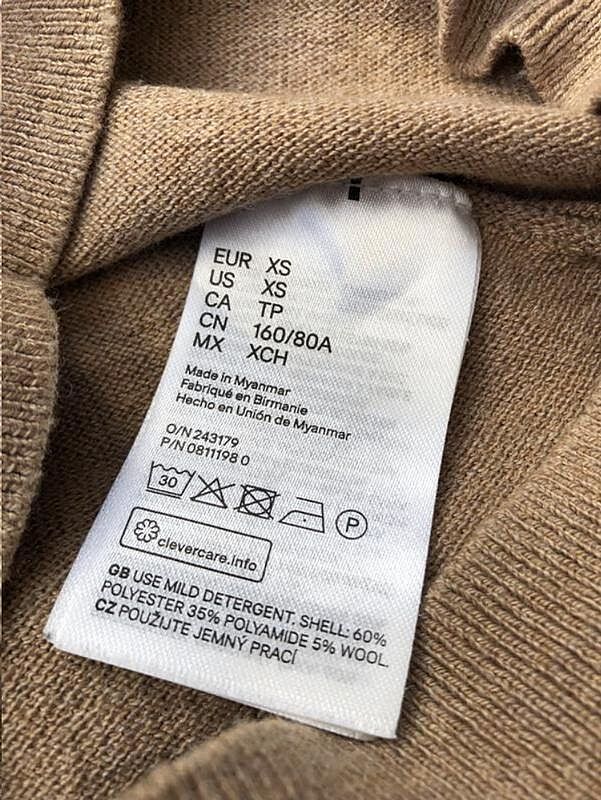 EUR XS
US XS
CA TP
CN 160/80A
MX XCH
Made in Myanmar
Fabriqué en Birmanie
Hecho en Unión de Myanmar
O/N 243179
P/N 0811198 0
30
P
clevercare.info
GB USE MILD DETERGENT. SHELL: 60%
POLYESTER 35% POLYAMIDE 5% WOOL.
CZ POUŽIJTE JEMNÝ PRACÍ